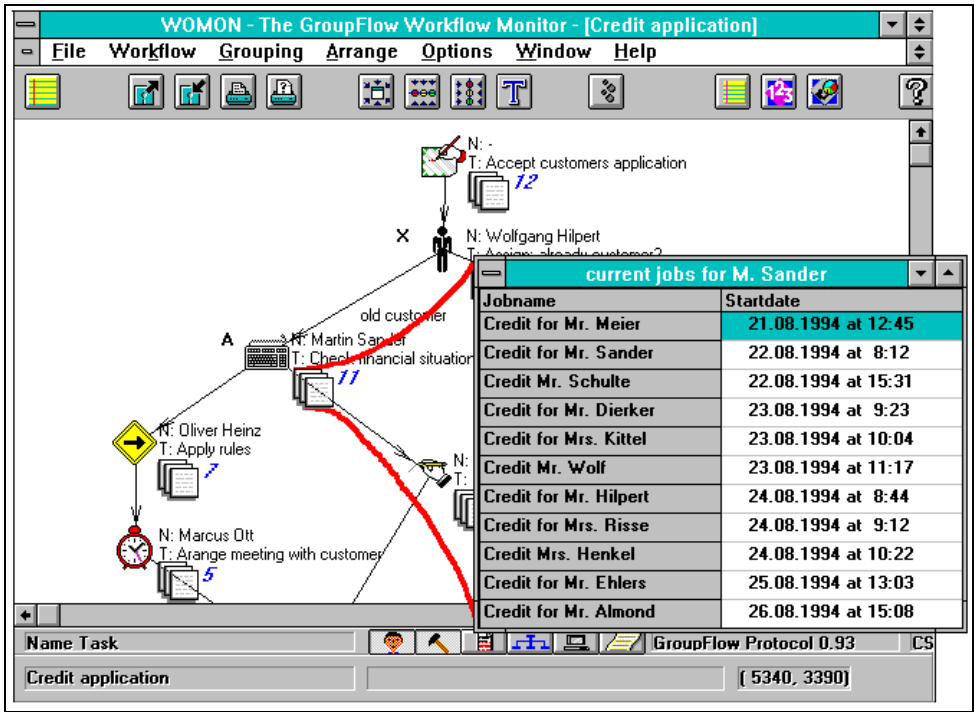 WOMON - The GroupFlow Workflow Monitor - [Credit application]
File Workflow Grouping Arrange Options Window Help
T 123 ?
N: -
T: Accept customers application
12
X
N: Wolfgang Hilpert
T: Assign: already customer?
old customer
A
N: Martin Sander
T: Check financial situation
11
N: Oliver Heinz
T: Apply rules
7
N:
T:
N: Marcus Ott
T: Arange meeting with customer
5
current jobs for M. Sander
Jobname Startdate
Credit for Mr. Meier 21.08.1994 at 12:45
Credit for Mr. Sander 22.08.1994 at 8:12
Credit Mr. Schulte 22.08.1994 at 15:31
Credit for Mr. Dierker 23.08.1994 at 9:23
Credit for Mrs. Kittel 23.08.1994 at 10:04
Credit Mr. Wolf 23.08.1994 at 11:17
Credit for Mr. Hilpert 24.08.1994 at 8:44
Credit for Mrs. Risse 24.08.1994 at 9:12
Credit Mrs. Henkel 24.08.1994 at 10:22
Credit for Mr. Ehlers 25.08.1994 at 13:03
Credit for Mr. Almond 26.08.1994 at 15:08
Name Task GroupFlow Protocol 0.93 CS
Credit application ( 5340, 3390)